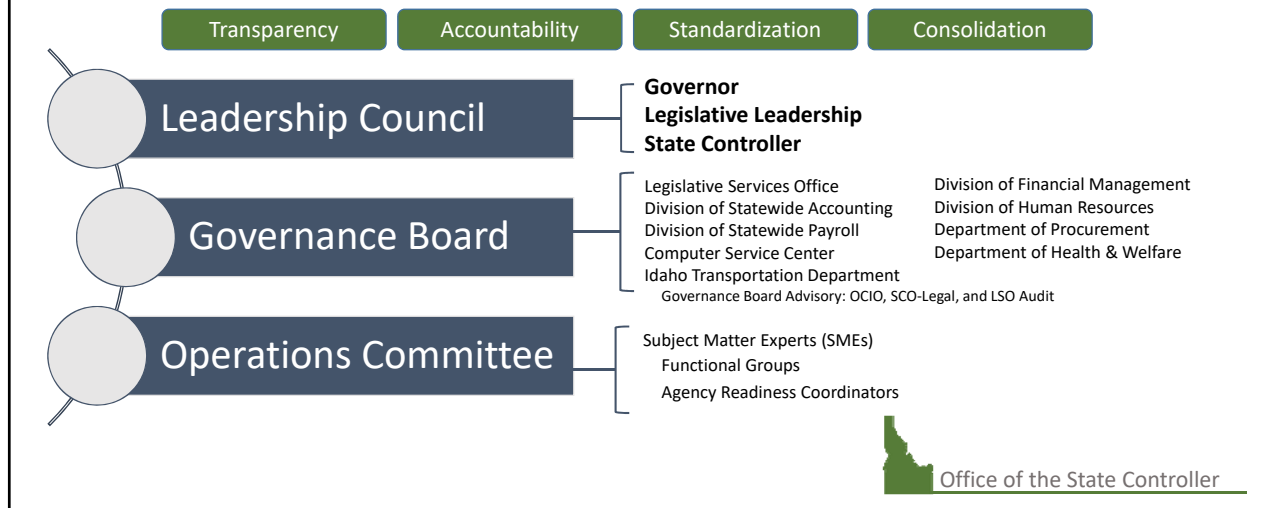 Transparency
Accountability
Standardization
Consolidation
Leadership Council
Governor
Legislative Leadership
State Controller
Governance Board
Legislative Services Office
Division of Statewide Accounting
Division of Statewide Payroll
Computer Service Center
Idaho Transportation Department
Division of Financial Management
Division of Human Resources
Department of Procurement
Department of Health & Welfare
Governance Board Advisory: OCIO, SCO-Legal, and LSO Audit
Operations Committee
Subject Matter Experts (SMEs)
Functional Groups
Agency Readiness Coordinators
Office of the State Controller